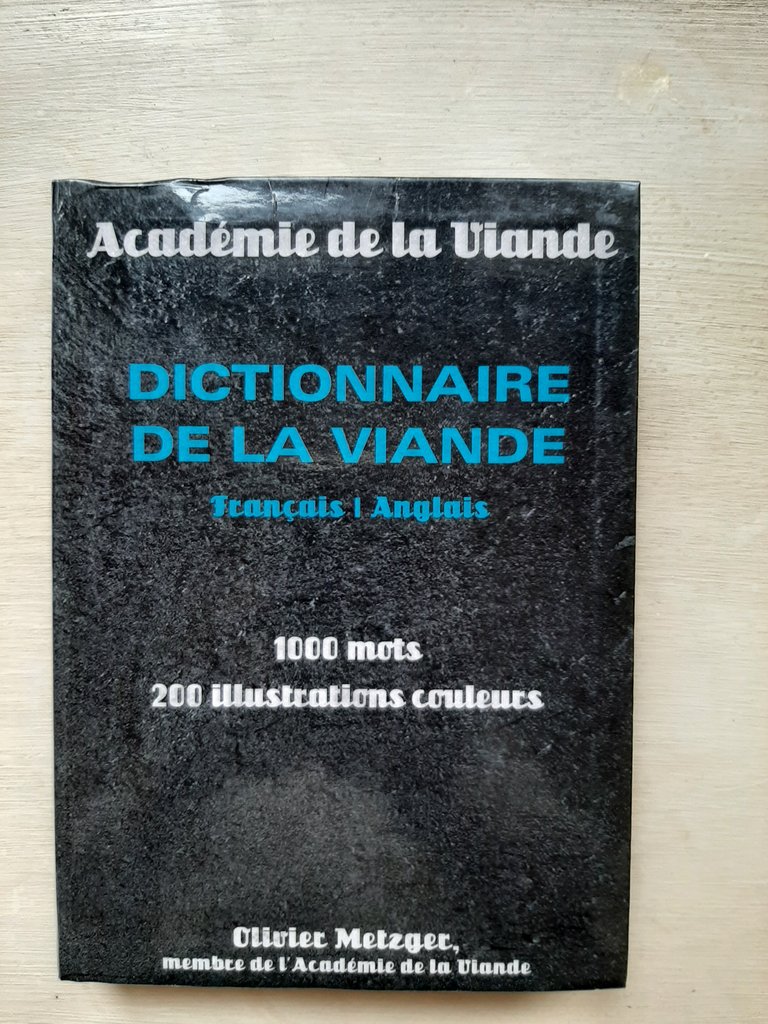 Académie de la Viande
DICTIONNAIRE
DE LA VIANDE
Français | Anglais
1000 mots
200 illustrations couleurs
Olivier Metzger,
membre de l'Académie de la Viande